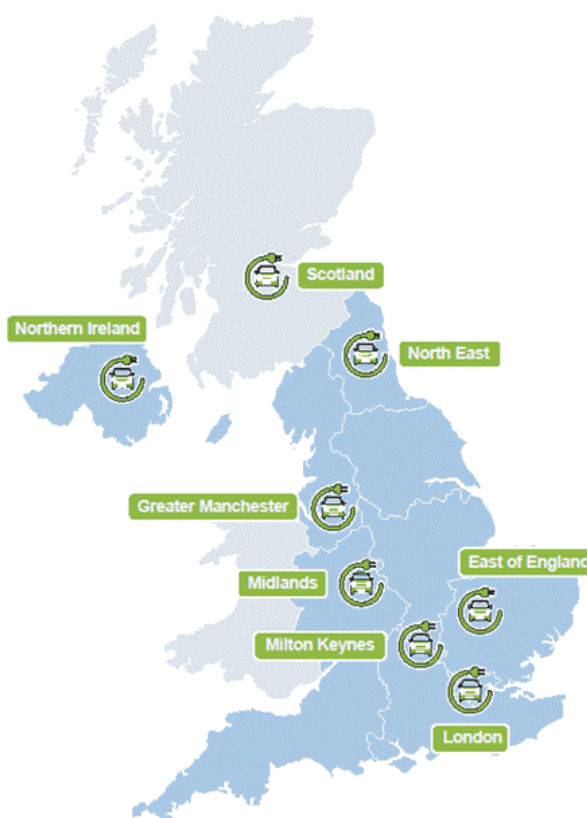 Scotland
Northern Ireland
North East
Greater Manchester
East of England
Midlands
Milton Keynes
London